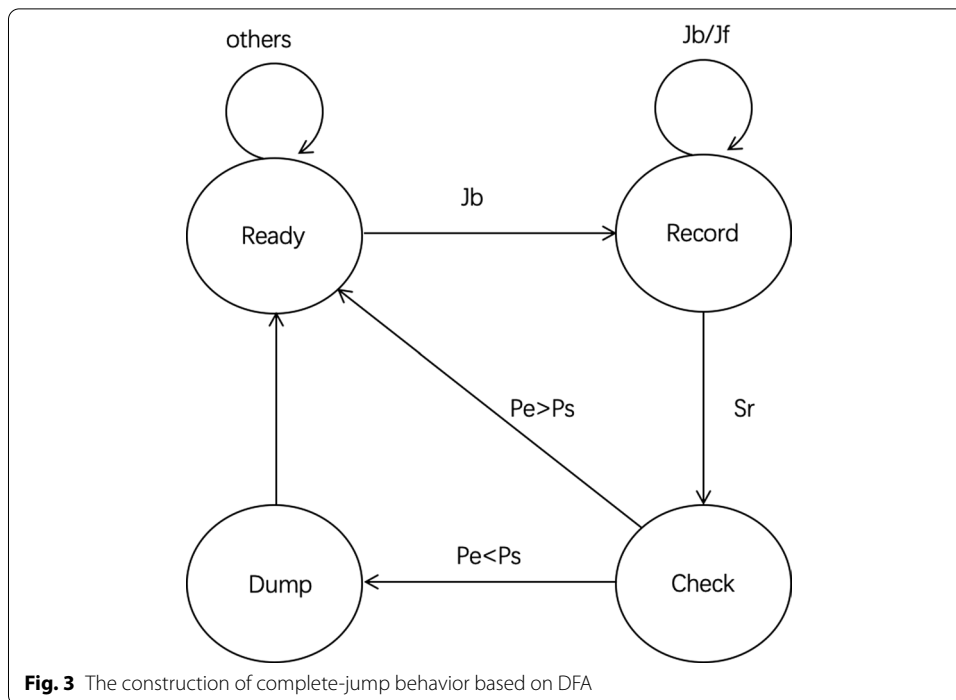 others
Jb/Jf
Jb
Ready
Record
Pe>Ps
Sr
Pe<Ps
Dump
Check
Fig. 3 The construction of complete-jump behavior based on DFA